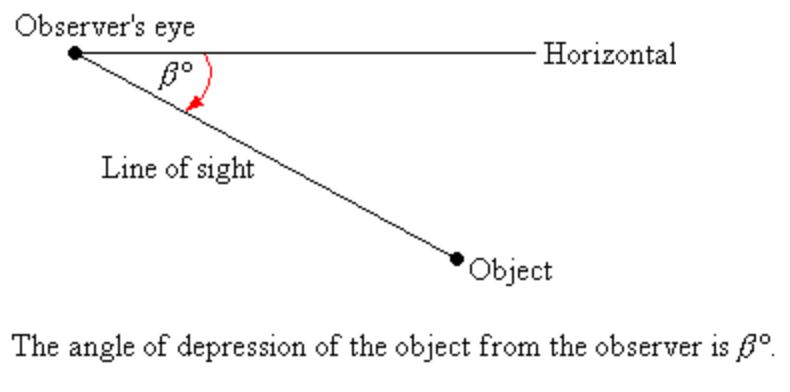 Observer's eye
Horizontal
β°
Line of sight
Object
The angle of depression of the object from the observer is β°.